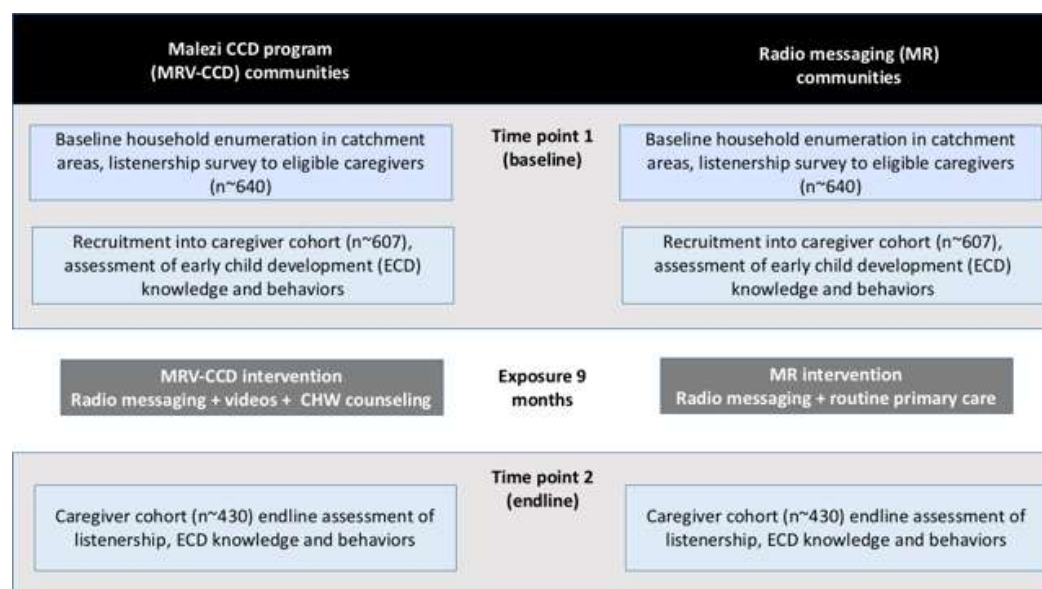 Malezi CCD program
(MRV-CCD) communities
Radio messaging (MR)
communities
Baseline household enumeration in catchment
areas, listenership survey to eligible caregivers
(n~640)
Time point 1
(baseline)
Baseline household enumeration in catchment
areas, listenership survey to eligible caregivers
(n~640)
Recruitment into caregiver cohort (n~607),
assessment of early child development (ECD)
knowledge and behaviors
Recruitment into caregiver cohort (n~607),
assessment of early child development (ECD)
knowledge and behaviors
MRV-CCD intervention
Radio messaging + videos + CHW counseling
Exposure 9
months
MR intervention
Radio messaging + routine primary care
Time point 2
(endline)
Caregiver cohort (n~430) endline assessment of
listenership, ECD knowledge and behaviors
Caregiver cohort (n~430) endline assessment of
listenership, ECD knowledge and behaviors